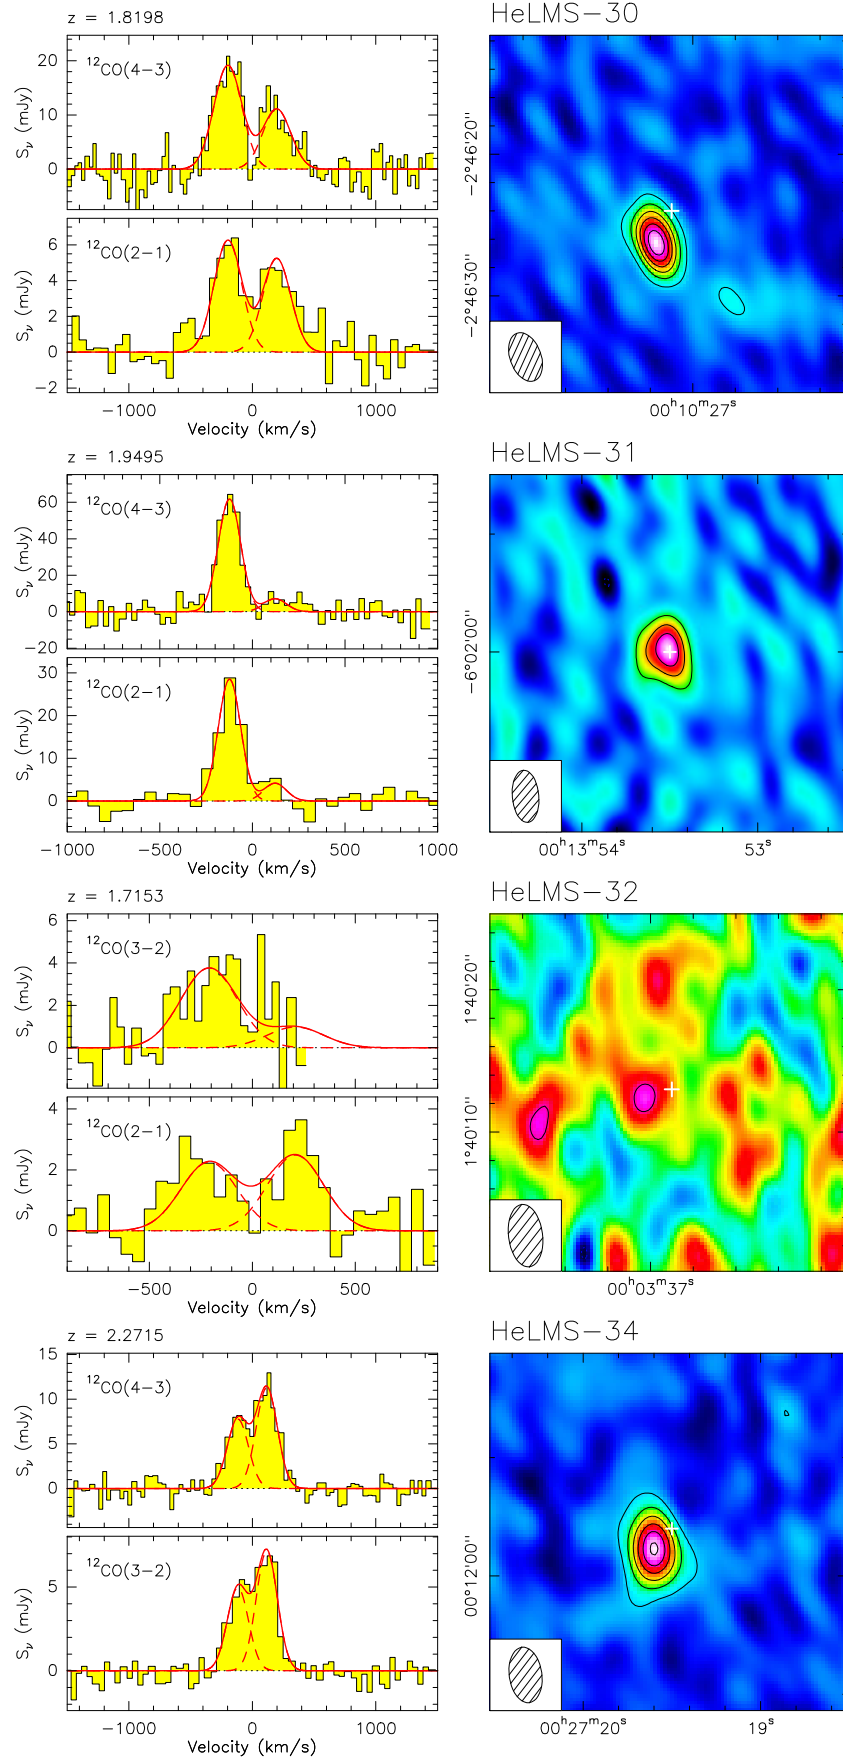 z = 1.8198
HeLMS−30
¹²CO(4−3)
20
10
0
Sν (mJy)
¹²CO(2−1)
6
4
2
0
−2
Sν (mJy)
−1000 0 1000
Velocity (km/s)
−2°46'20''
−2°46'30''
00ʰ10ᵐ27ˢ
z = 1.9495
HeLMS−31
¹²CO(4−3)
60
40
20
0
−20
Sν (mJy)
¹²CO(2−1)
30
20
10
0
Sν (mJy)
−1000 −500 0 500 1000
Velocity (km/s)
−6°02'00''
00ʰ13ᵐ54ˢ 53ˢ
z = 1.7153
HeLMS−32
¹²CO(3−2)
6
4
2
0
Sν (mJy)
¹²CO(2−1)
4
2
0
Sν (mJy)
−500 0 500
Velocity (km/s)
1°40'20''
1°40'10''
00ʰ03ᵐ37ˢ
z = 2.2715
HeLMS−34
¹²CO(4−3)
15
10
5
0
Sν (mJy)
¹²CO(3−2)
5
0
Sν (mJy)
−1000 0 1000
Velocity (km/s)
00°12'00''
00ʰ27ᵐ20ˢ 19ˢ